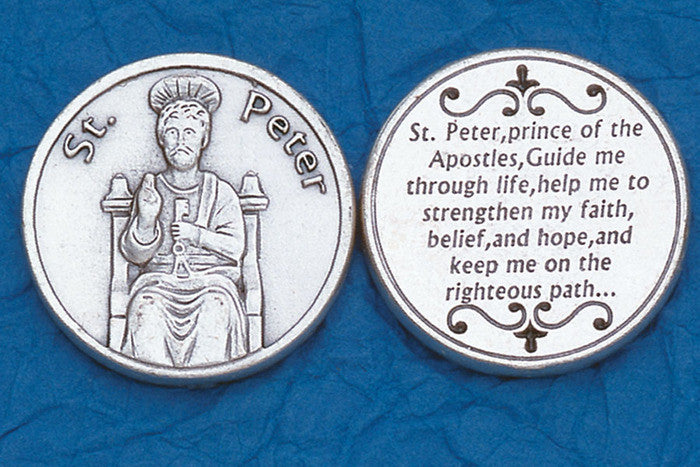 St. Peter
St. Peter,prince of the
Apostles,Guide me
through life,help me to
strengthen my faith,
belief,and hope,and
keep me on the
righteous path...